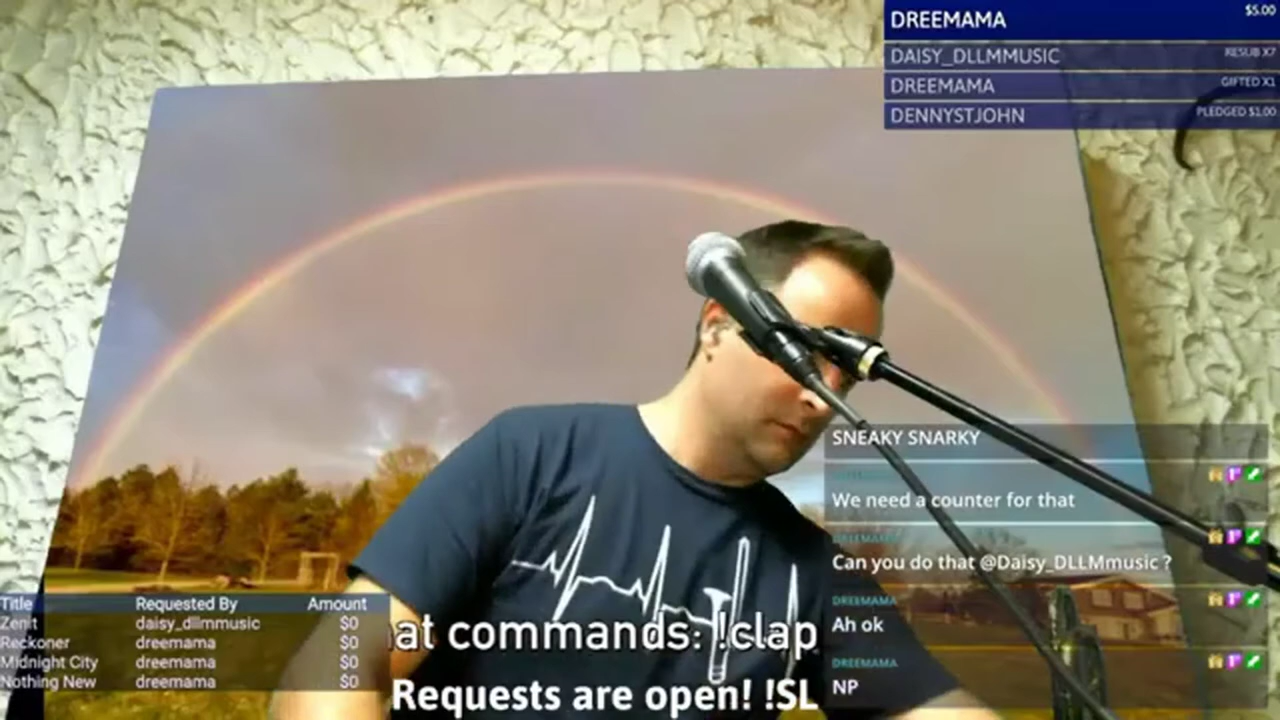 DREEMAMA $5.00
DAISY_DLLMMUSIC RESUB X7
DREEMAMA GIFTED X1
DENNYSTJOHN PLEDGED $1.00
SNEAKY SNARKY
We need a counter for that
DREEMAMA
Can you do that @Daisy_DLLMmusic ?
DREEMAMA
Ah ok
DREEMAMA
NP
Title Requested By Amount
Zenit daisy_dllmmusic $0
Reckoner dreemama $0
Midnight City dreemama $0
Nothing New dreemama $0
at commands: !clap
Requests are open! !SL